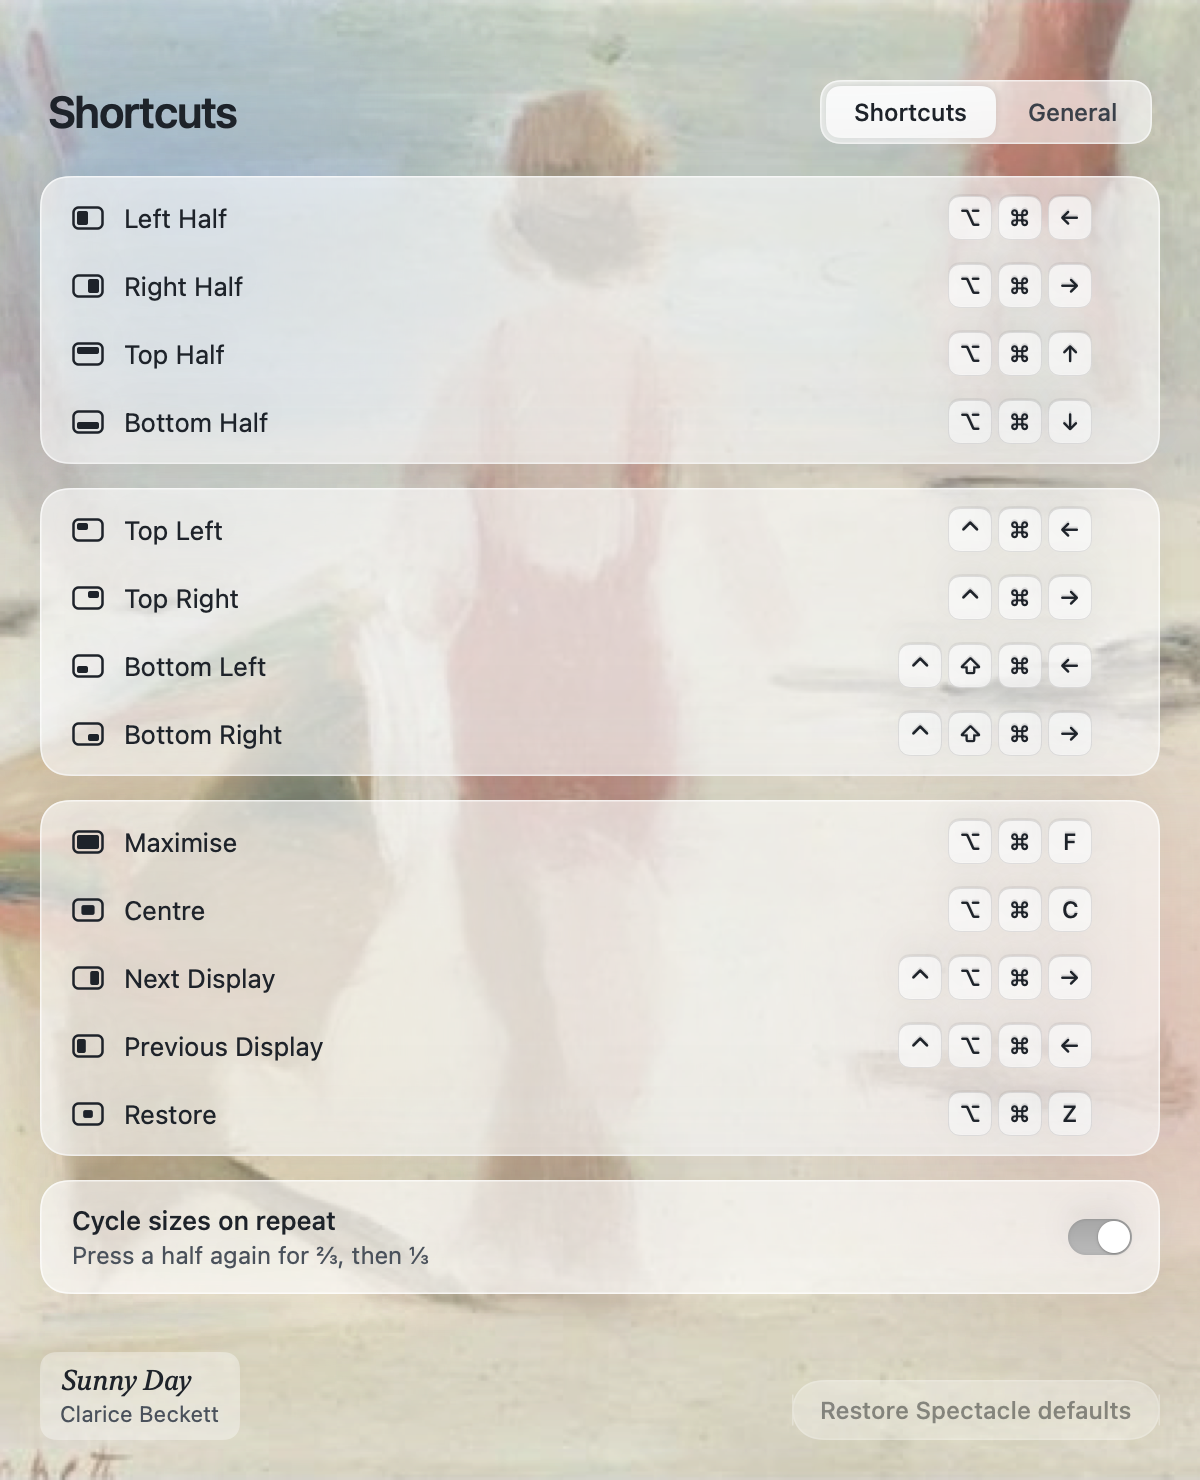 Shortcuts
Shortcuts General
Left Half ⌥ ⌘ ←
Right Half ⌥ ⌘ →
Top Half ⌥ ⌘ ↑
Bottom Half ⌥ ⌘ ↓
Top Left ^ ⌘ ←
Top Right ^ ⌘ →
Bottom Left ^ ⇧ ⌘ ←
Bottom Right ^ ⇧ ⌘ →
Maximise ⌥ ⌘ F
Centre ⌥ ⌘ C
Next Display ^ ⌥ ⌘ →
Previous Display ^ ⌥ ⌘ ←
Restore ⌥ ⌘ Z
Cycle sizes on repeat
Press a half again for ⅔, then ⅓
Sunny Day
Clarice Beckett
Restore Spectacle defaults